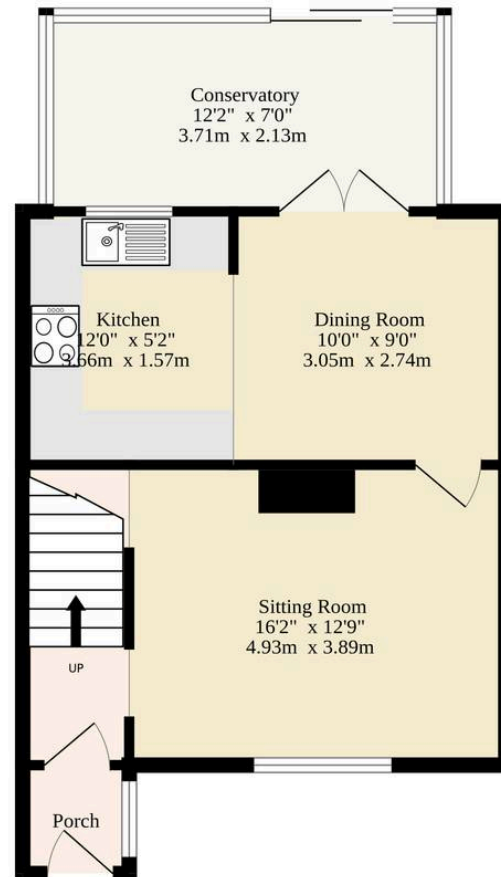 Conservatory
12'2" x 7'0"
3.71m x 2.13m
Kitchen
12'0" x 5'2"
3.66m x 1.57m
Dining Room
10'0" x 9'0"
3.05m x 2.74m
Sitting Room
16'2" x 12'9"
4.93m x 3.89m
UP
Porch